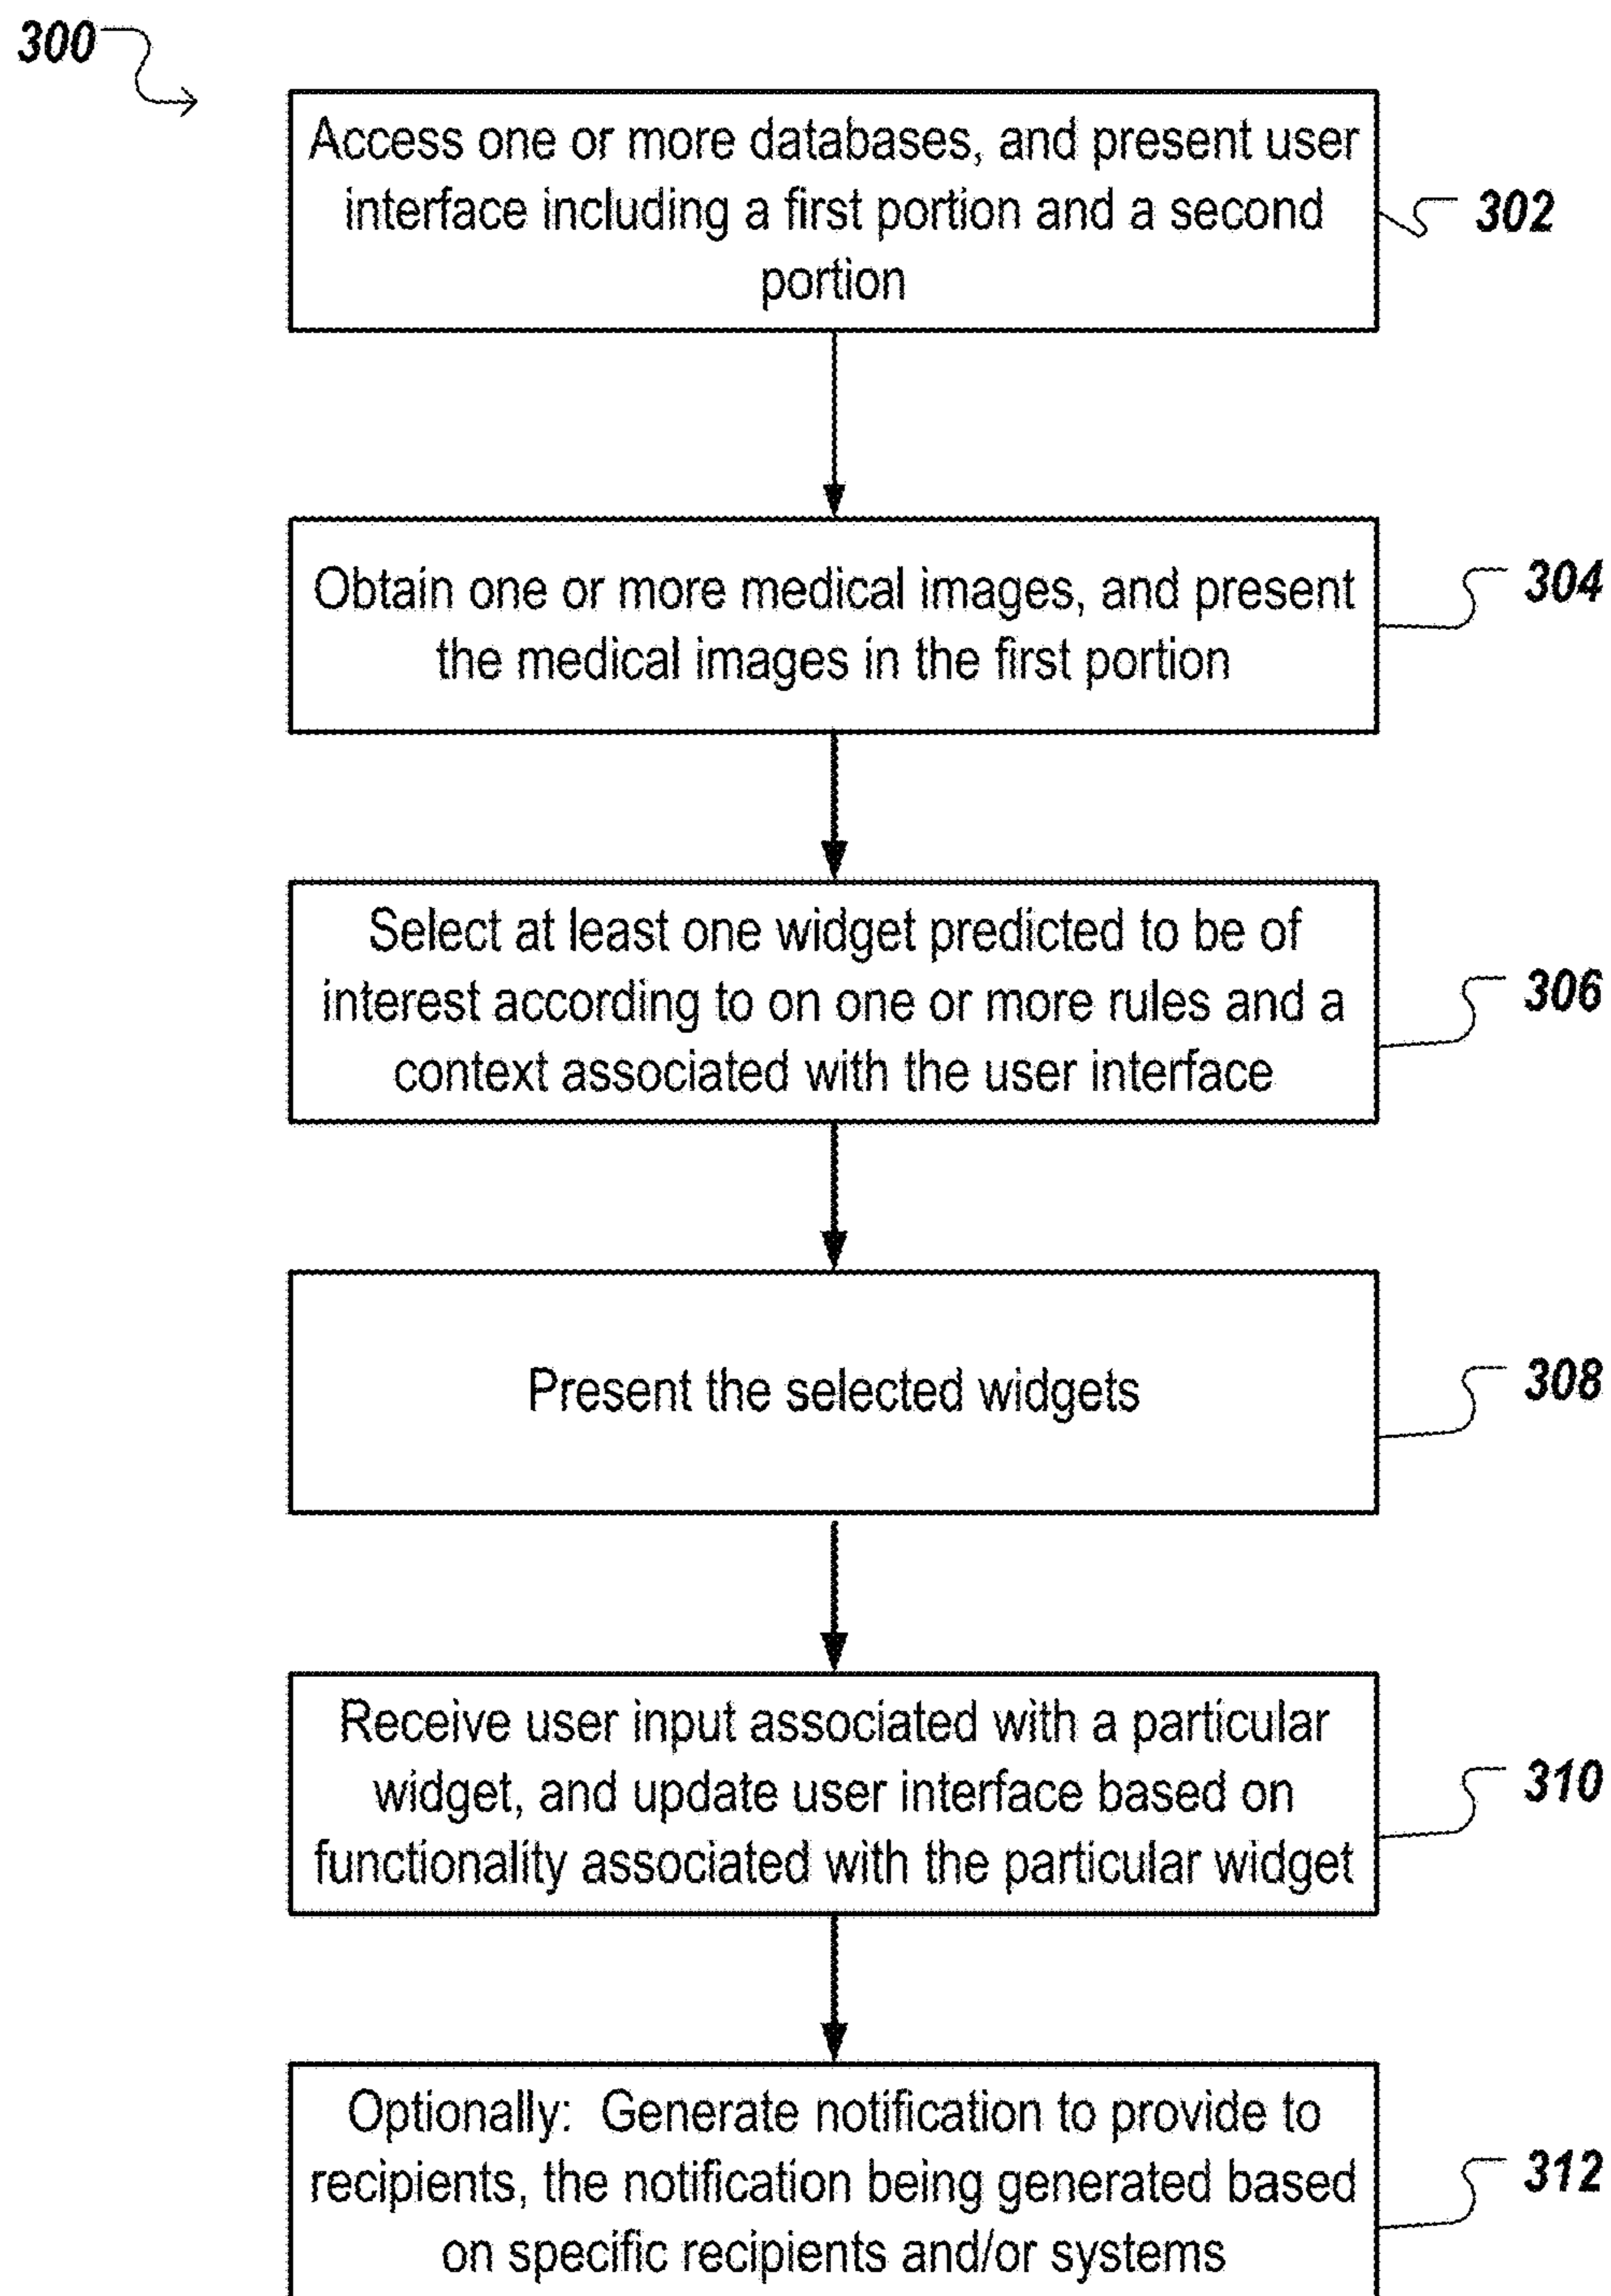 300
Access one or more databases, and present user
interface including a first portion and a second
portion
302
Obtain one or more medical images, and present
the medical images in the first portion
304
Select at least one widget predicted to be of
interest according to on one or more rules and a
context associated with the user interface
306
Present the selected widgets
308
Receive user input associated with a particular
widget, and update user interface based on
functionality associated with the particular widget
310
Optionally:  Generate notification to provide to
recipients, the notification being generated based
on specific recipients and/or systems
312